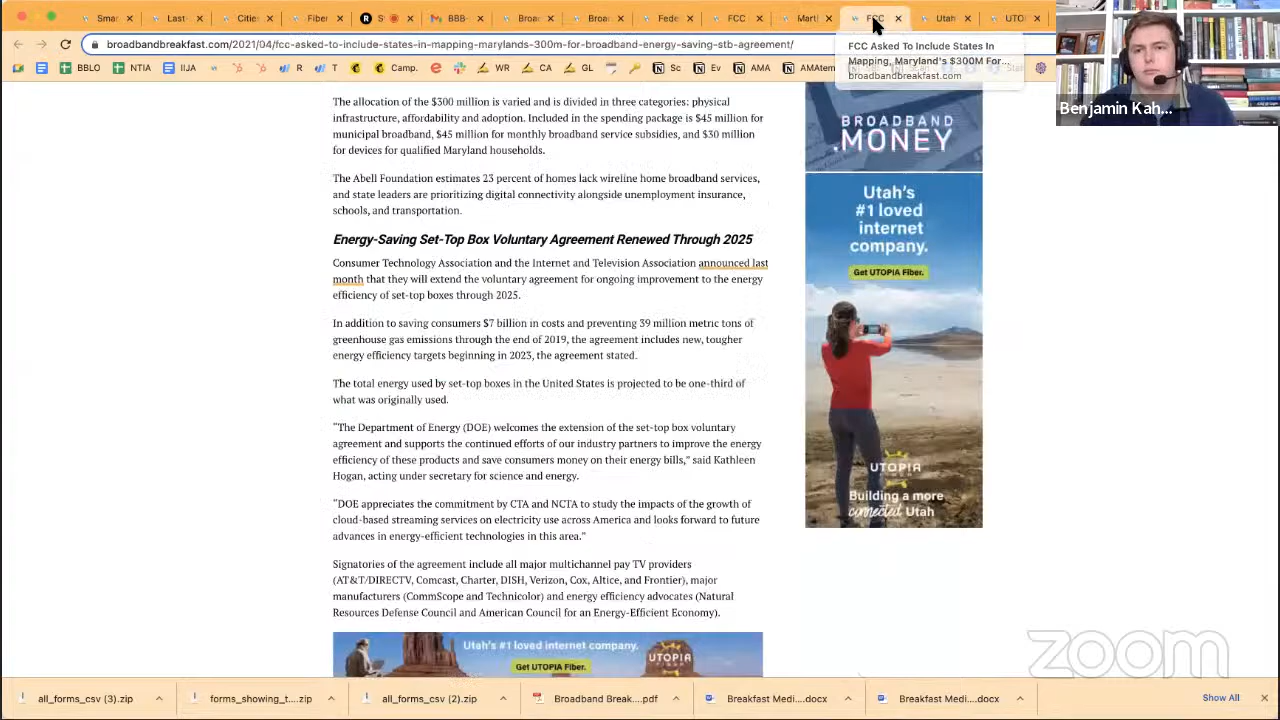 Smar
Last
Citie
Fiber
S
BBB
Broa
Broa
Fede
FCC
Mart
FCC
Utah
UTO
broadbandbreakfast.com/2021/04/fcc-asked-to-include-states-in-mapping-marylands-300m-for-broadband-energy-saving-stb-agreement/
FCC Asked To Include States In
Mapping, Maryland's $300M For...
broadbandbreakfast.com
BBLO
NTIA
IIJA
R
T
Camp.
WR
CA
GL
Sc
Ev
AMA
AMAtem
Benjamin Kah...
The allocation of the $300 million is varied and is divided in three categories: physical
infrastructure, affordability and adoption. Included in the spending package is $45 million for
municipal broadband, $45 million for monthly broadband service subsidies, and $30 million
for devices for qualified Maryland households.
The Abell Foundation estimates 23 percent of homes lack wireline home broadband services,
and state leaders are prioritizing digital connectivity alongside unemployment insurance,
schools, and transportation.
Energy-Saving Set-Top Box Voluntary Agreement Renewed Through 2025
Consumer Technology Association and the Internet and Television Association announced last
month that they will extend the voluntary agreement for ongoing improvement to the energy
efficiency of set-top boxes through 2025.
In addition to saving consumers $7 billion in costs and preventing 39 million metric tons of
greenhouse gas emissions through the end of 2019, the agreement includes new, tougher
energy efficiency targets beginning in 2023, the agreement stated.
The total energy used by set-top boxes in the United States is projected to be one-third of
what was originally used.
“The Department of Energy (DOE) welcomes the extension of the set-top box voluntary
agreement and supports the continued efforts of our industry partners to improve the energy
efficiency of these products and save consumers money on their energy bills,” said Kathleen
Hogan, acting under secretary for science and energy.
“DOE appreciates the commitment by CTA and NCTA to study the impacts of the growth of
cloud-based streaming services on electricity use across America and looks forward to future
advances in energy-efficient technologies in this area.”
Signatories of the agreement include all major multichannel pay TV providers
(AT&T/DIRECTV, Comcast, Charter, DISH, Verizon, Cox, Altice, and Frontier), major
manufacturers (CommScope and Technicolor) and energy efficiency advocates (Natural
Resources Defense Council and American Council for an Energy-Efficient Economy).
Utah's #1 loved internet company.
Get UTOPIA Fiber.
UTOPIA
BROADBAND
.MONEY
Utah's
#1 loved
internet
company.
Get UTOPIA Fiber.
UTOPIA
FIBER
Building a more
connected Utah
zoom
all_forms_csv (3).zip
forms_showing_t....zip
all_forms_csv (2).zip
Broadband Break....pdf
Breakfast Medi....docx
Breakfast Medi....docx
Show All